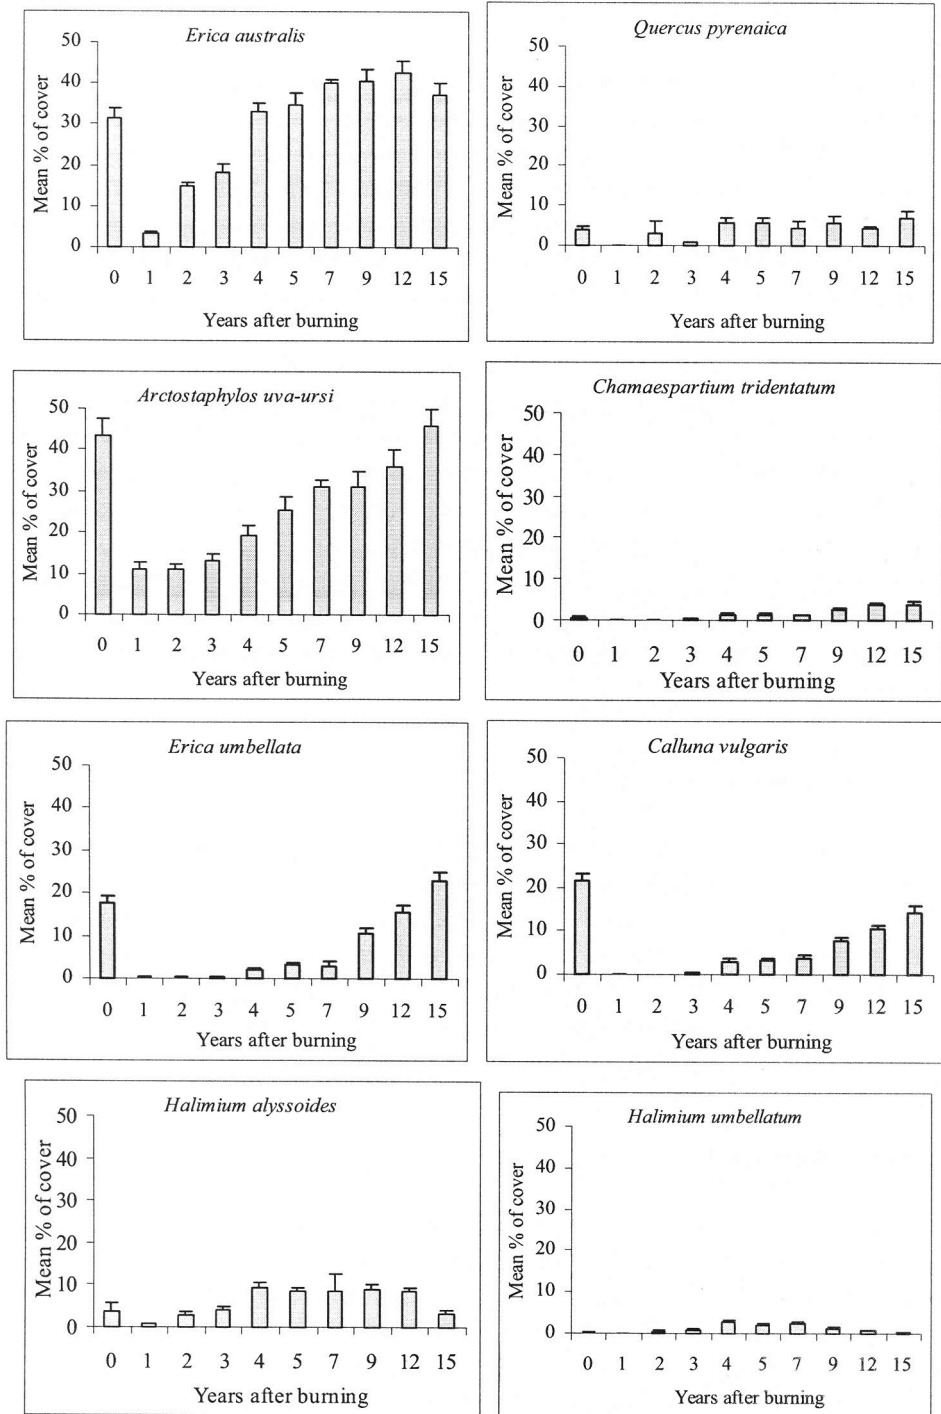 Erica australis
Mean % of cover
50
40
30
20
10
0
0 1 2 3 4 5 7 9 12 15
Years after burning
Quercus pyrenaica
Mean % of cover
50
40
30
20
10
0
0 1 2 3 4 5 7 9 12 15
Years after burning
Arctostaphylos uva-ursi
Mean % of cover
50
40
30
20
10
0
0 1 2 3 4 5 7 9 12 15
Years after burning
Chamaespartium tridentatum
Mean % of cover
50
40
30
20
10
0
0 1 2 3 4 5 7 9 12 15
Years after burning
Erica umbellata
Mean % of cover
50
40
30
20
10
0
0 1 2 3 4 5 7 9 12 15
Years after burning
Calluna vulgaris
Mean % of cover
50
40
30
20
10
0
0 1 2 3 4 5 7 9 12 15
Years after burning
Halimium alyssoides
Mean % of cover
50
40
30
20
10
0
0 1 2 3 4 5 7 9 12 15
Years after burning
Halimium umbellatum
Mean % of cover
50
40
30
20
10
0
0 1 2 3 4 5 7 9 12 15
Years after burning